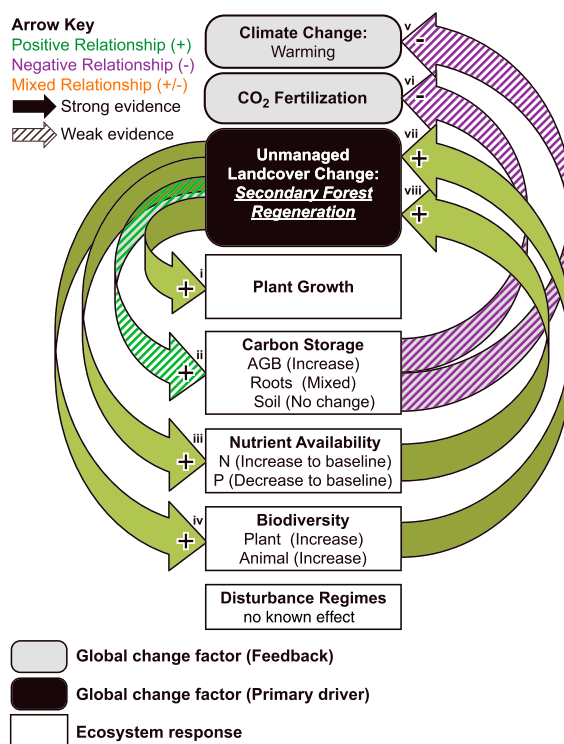 Arrow Key
Positive Relationship (+)
Negative Relationship (-)
Mixed Relationship (+/-)
Strong evidence
Weak evidence
Climate Change:
Warming
v
-
CO₂ Fertilization
vi
-
Unmanaged
Landcover Change:
Secondary Forest
Regeneration
vii
+
viii
+
Plant Growth
i
+
Carbon Storage
AGB (Increase)
Roots (Mixed)
Soil (No change)
ii
+
Nutrient Availability
N (Increase to baseline)
P (Decrease to baseline)
iii
+
Biodiversity
Plant (Increase)
Animal (Increase)
iv
+
Disturbance Regimes
no known effect
Global change factor (Feedback)
Global change factor (Primary driver)
Ecosystem response